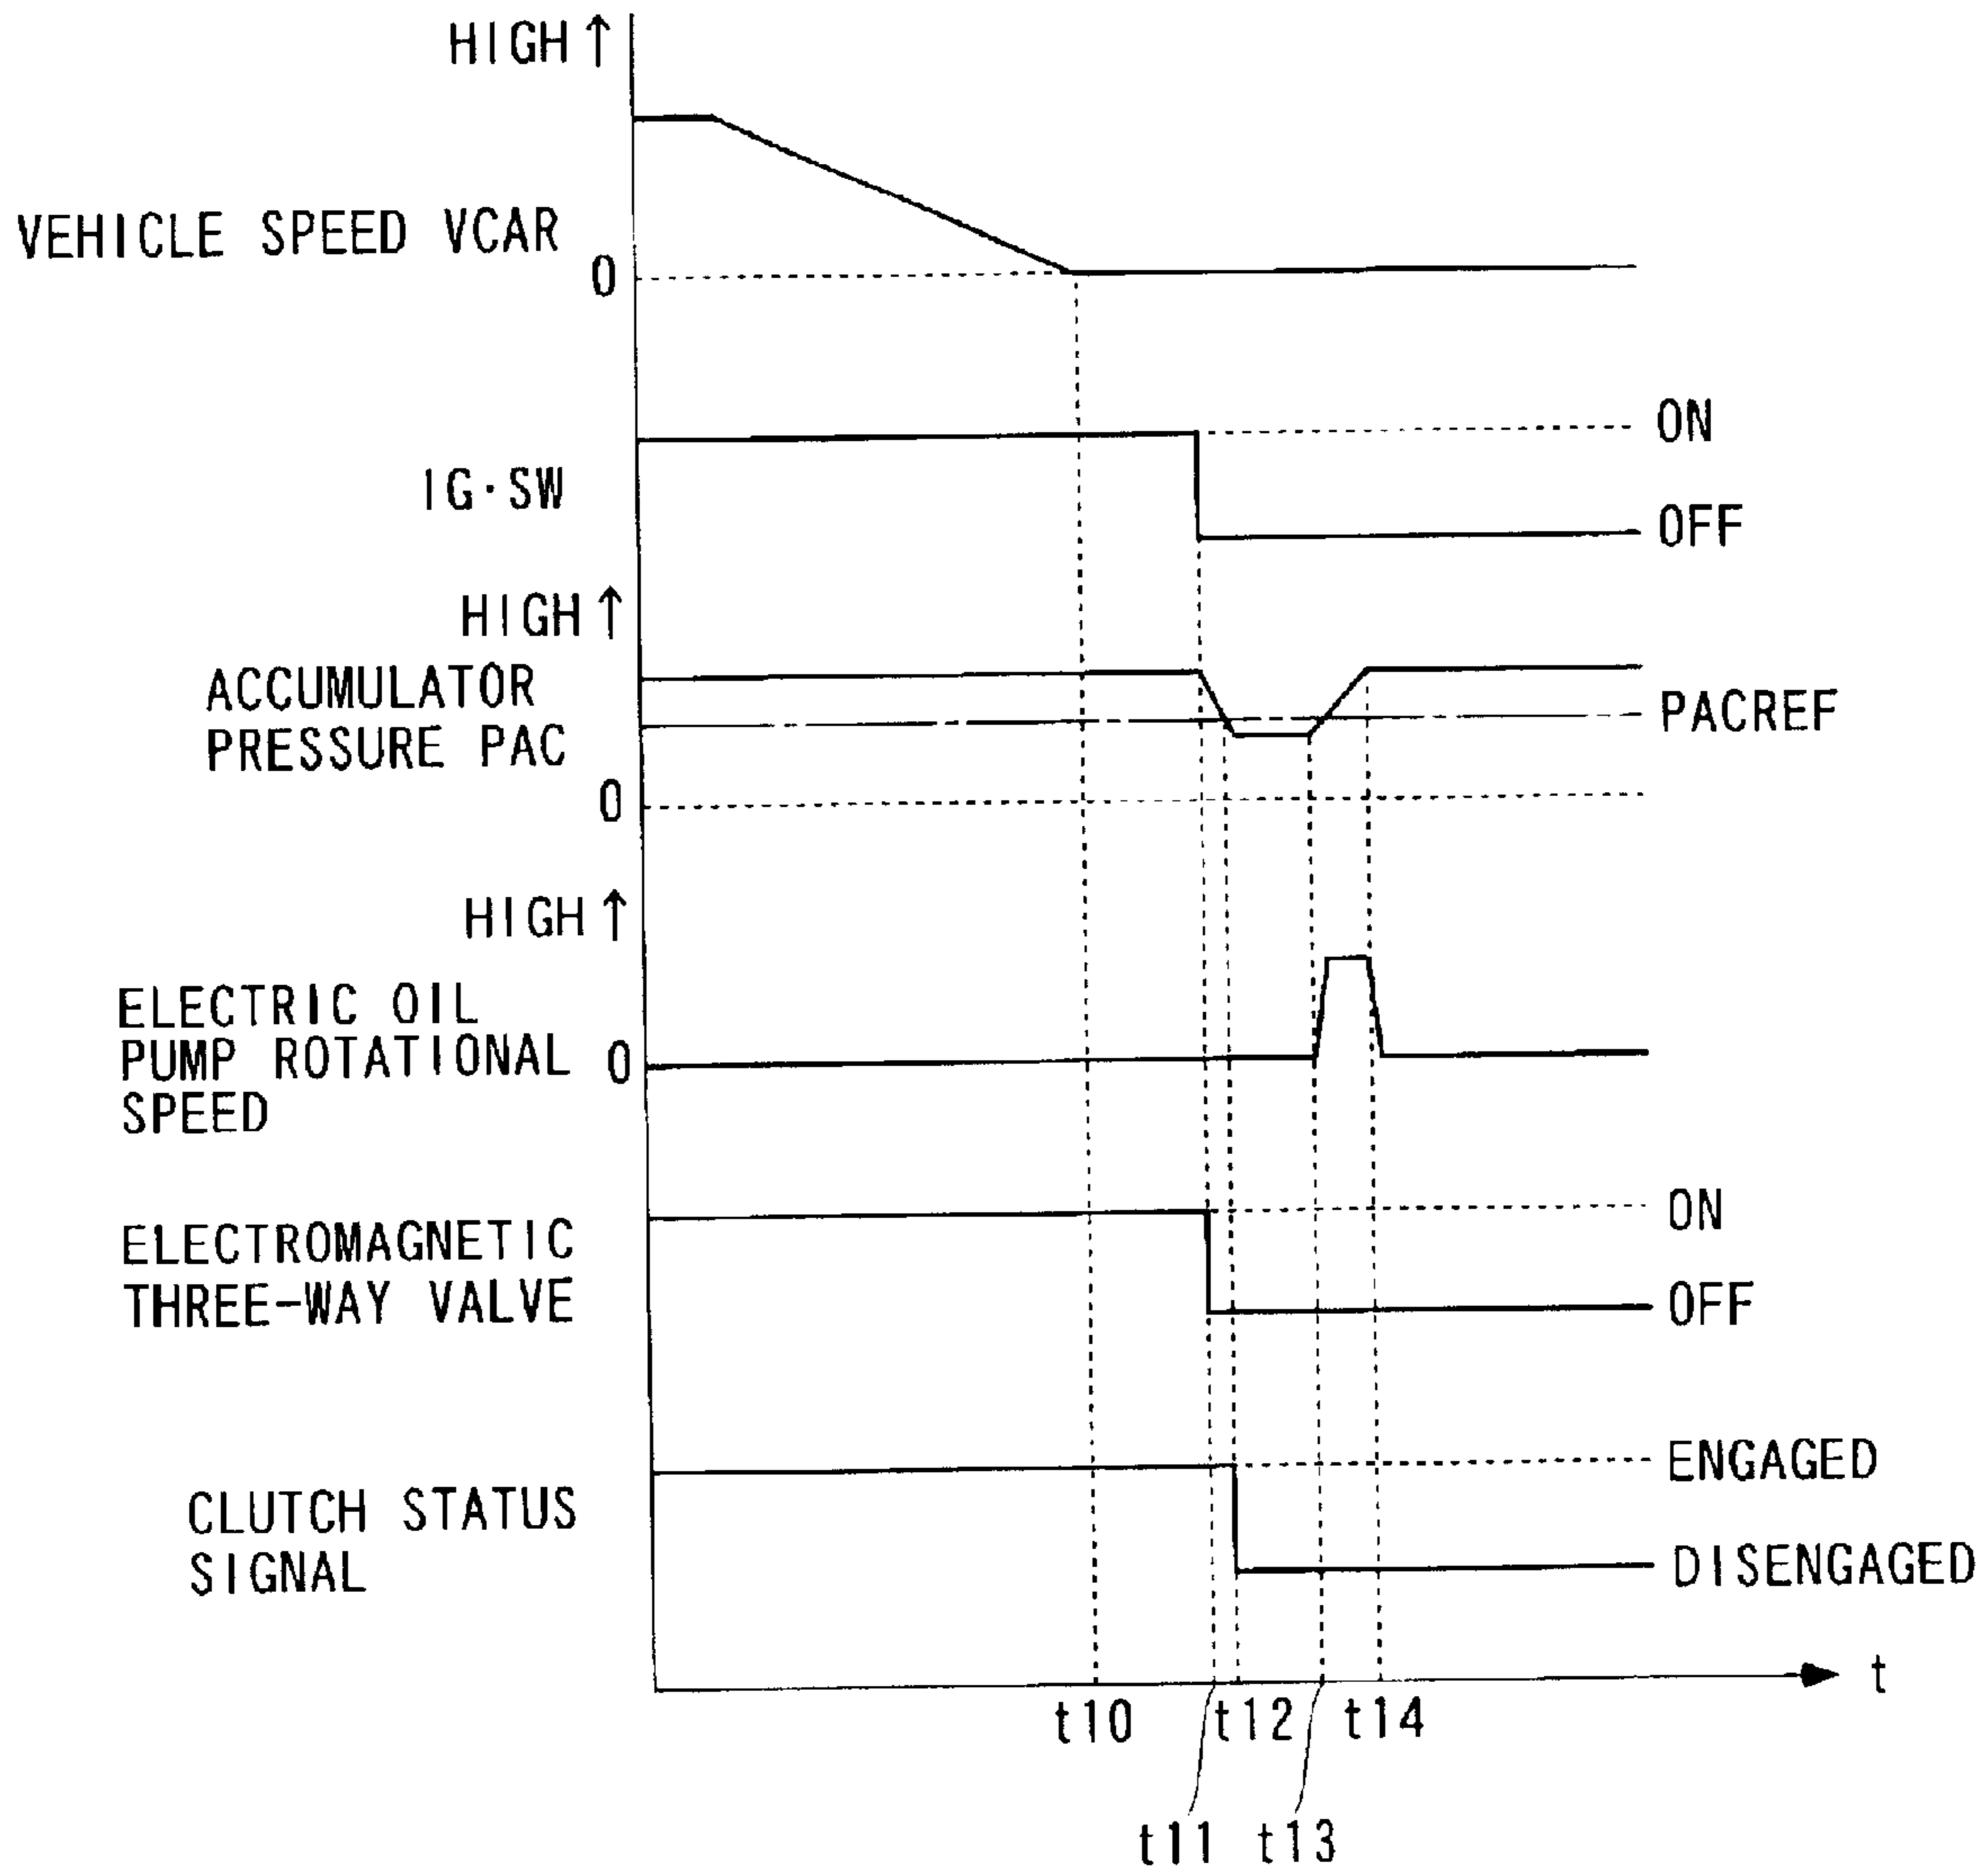 HIGH ↑
VEHICLE SPEED VCAR
0
ON
IG·SW
OFF
HIGH ↑
ACCUMULATOR
PRESSURE PAC
PACREF
0
HIGH ↑
ELECTRIC OIL
PUMP ROTATIONAL
SPEED
0
ON
ELECTROMAGNETIC
THREE-WAY VALVE
OFF
ENGAGED
CLUTCH STATUS
SIGNAL
DISENGAGED
t
t10
t12
t14
t11
t13